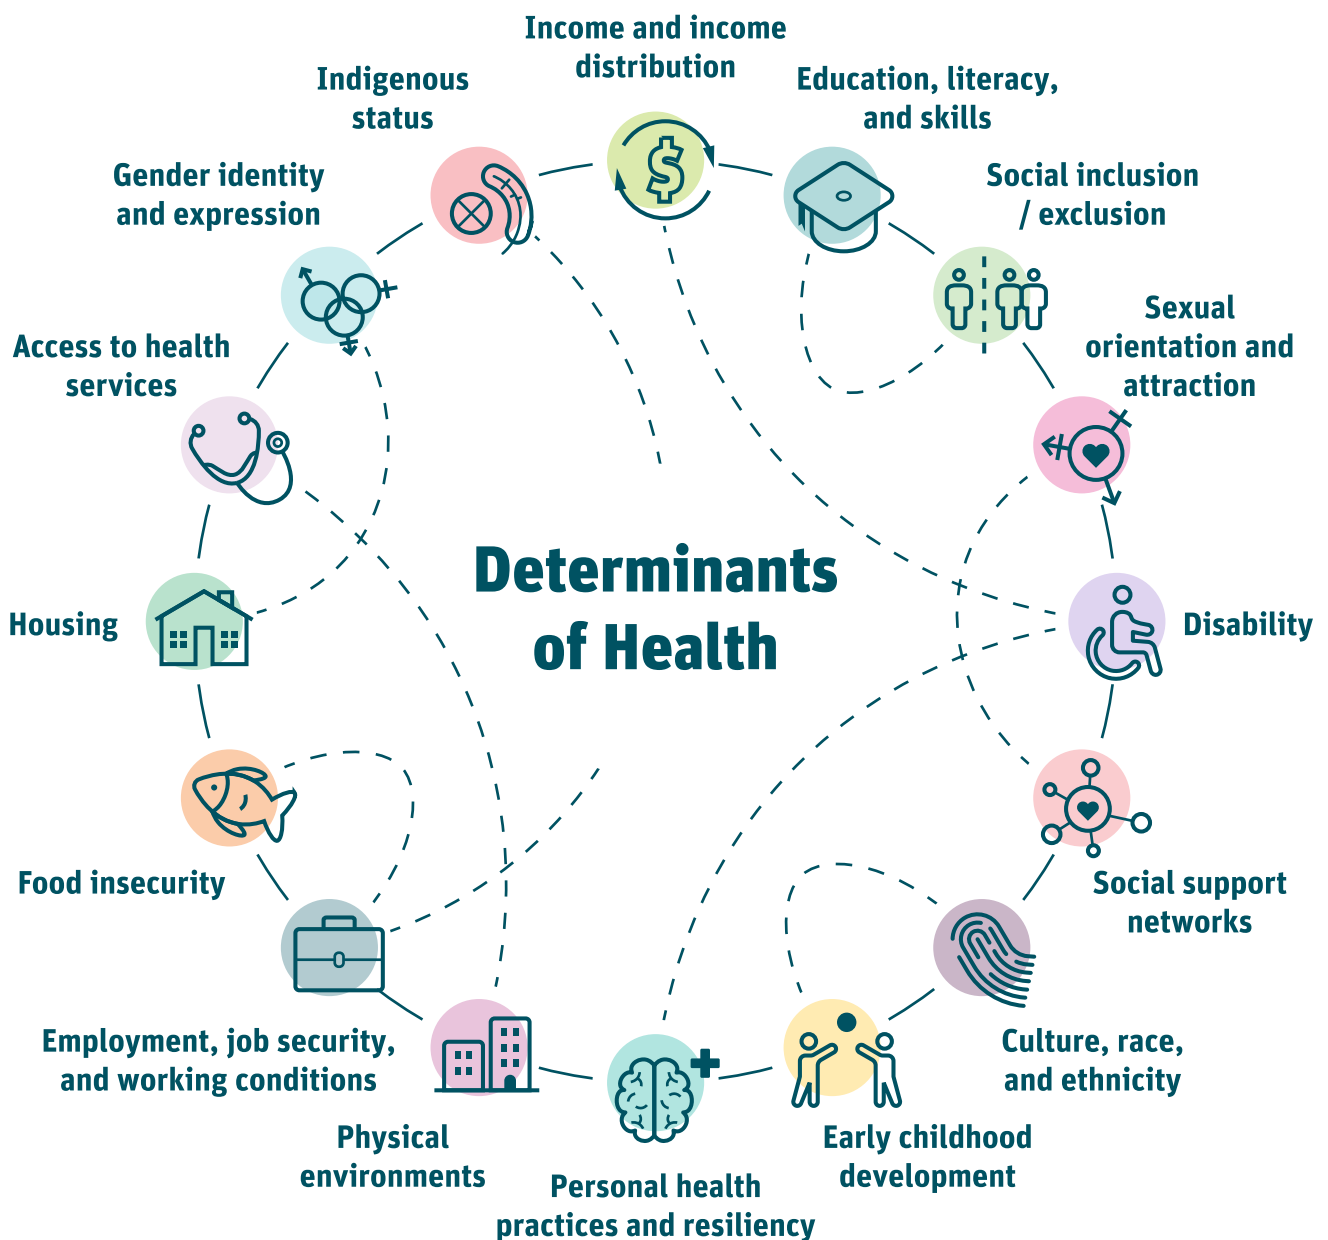 Income and income
distribution
Education, literacy,
and skills
Social inclusion
/ exclusion
Sexual
orientation and
attraction
Disability
Social support
networks
Culture, race,
and ethnicity
Early childhood
development
Personal health
practices and resiliency
Physical
environments
Employment, job security,
and working conditions
Food insecurity
Housing
Access to health
services
Gender identity
and expression
Indigenous
status
$
Determinants
of Health